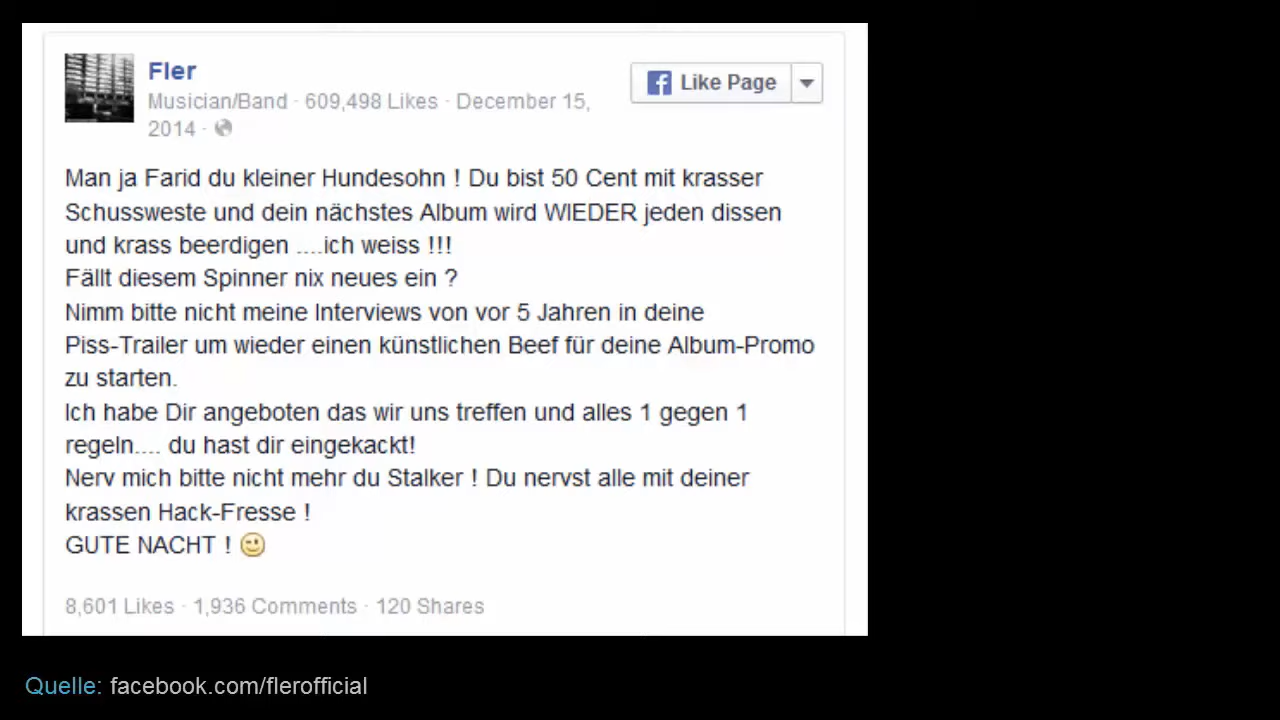 Fler
Musician/Band · 609,498 Likes · December 15,
2014 ·
Like Page
Man ja Farid du kleiner Hundesohn ! Du bist 50 Cent mit krasser
Schussweste und dein nächstes Album wird WIEDER jeden dissen
und krass beerdigen ....ich weiss !!!
Fällt diesem Spinner nix neues ein ?
Nimm bitte nicht meine Interviews von vor 5 Jahren in deine
Piss-Trailer um wieder einen künstlichen Beef für deine Album-Promo
zu starten.
Ich habe Dir angeboten das wir uns treffen und alles 1 gegen 1
regeln.... du hast dir eingekackt!
Nerv mich bitte nicht mehr du Stalker ! Du nervst alle mit deiner
krassen Hack-Fresse !
GUTE NACHT !
8,601 Likes · 1,936 Comments · 120 Shares
Quelle: facebook.com/flerofficial